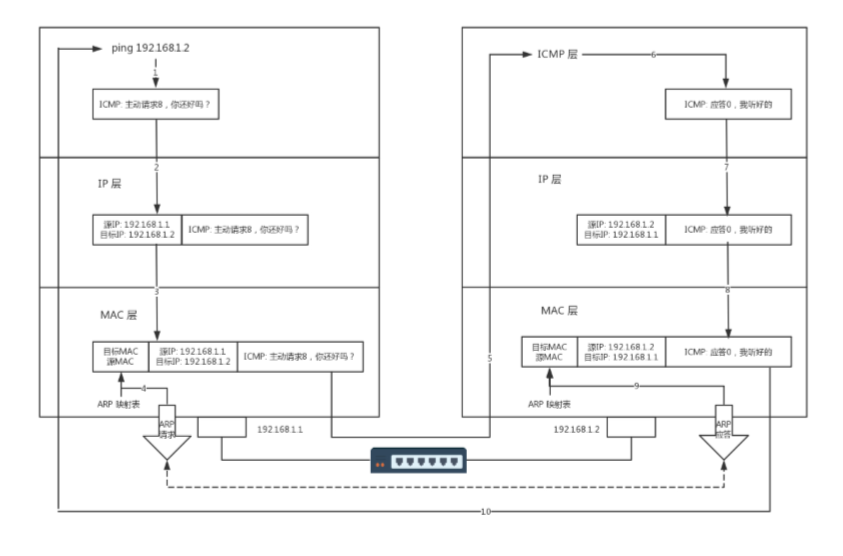 ping 192.168.1.2
1
ICMP: 主动请求8，你还好吗？
2
IP 层
源IP: 192.168.1.1
目标IP: 192.168.1.2
ICMP: 主动请求8，你还好吗？
3
MAC 层
目标MAC
源MAC
源IP: 192.168.1.1
目标IP: 192.168.1.2
ICMP: 主动请求8，你还好吗？
4
ARP 映射表
ARP
请求
192.168.1.1
5
ICMP 层
6
ICMP: 应答0，我听好的
7
IP 层
源IP: 192.168.1.2
目标IP: 192.168.1.1
ICMP: 应答0，我听好的
8
MAC 层
目标MAC
源MAC
源IP: 192.168.1.2
目标IP: 192.168.1.1
ICMP: 应答0，我听好的
9
ARP 映射表
ARP
应答
192.168.1.2
10